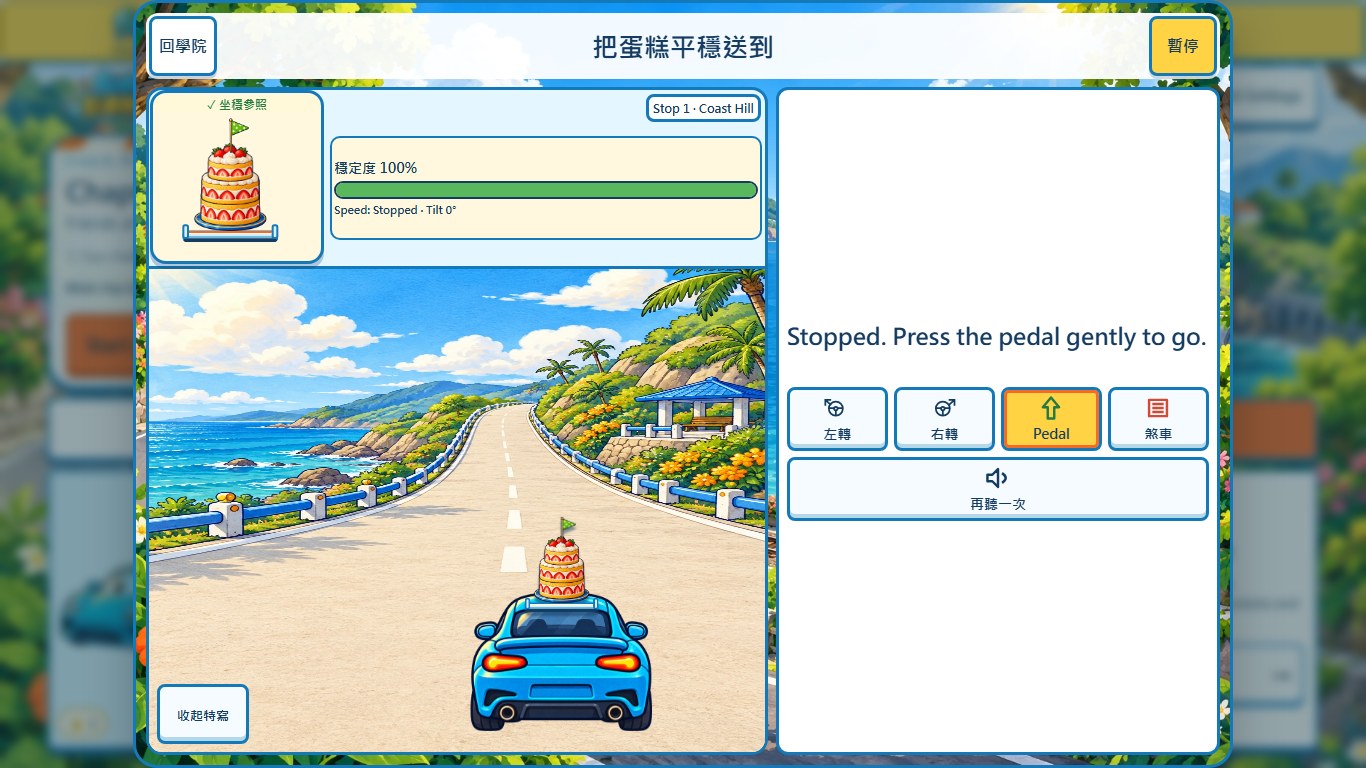 回學院
把蛋糕平穩送到
暫停
✓ 坐穩參照
Stop 1 · Coast Hill
穩定度 100%
Speed: Stopped · Tilt 0°
Stopped. Press the pedal gently to go.
左轉
右轉
Pedal
煞車
再聽一次
收起特寫